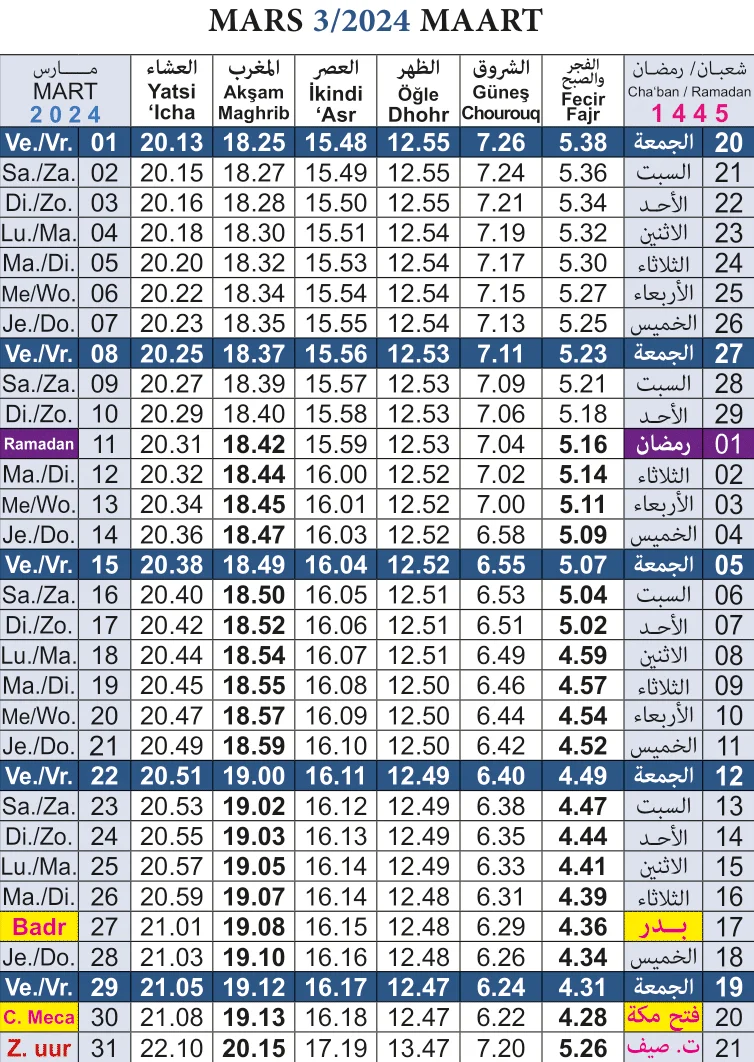 MARS 3/2024 MAART
مــارس العشاء المغرب العصر الظهر الشروق الفجر والصبح شعبـان/ رمضـان
MART Yatsi Akşam İkindi Öğle Güneş Fecir Cha‘ban / Ramadan
2024 ‘Icha Maghrib ‘Asr Dhohr Chourouq Fajr 1445
Ve./Vr. 01 20.13 18.25 15.48 12.55 7.26 5.38 الجمعة 20
Sa./Za. 02 20.15 18.27 15.49 12.55 7.24 5.36 السبت 21
Di./Zo. 03 20.16 18.28 15.50 12.55 7.21 5.34 الأحـد 22
Lu./Ma. 04 20.18 18.30 15.51 12.54 7.19 5.32 الاثنين 23
Ma./Di. 05 20.20 18.32 15.53 12.54 7.17 5.30 الثلاثاء 24
Me/Wo. 06 20.22 18.34 15.54 12.54 7.15 5.27 الأربعاء 25
Je./Do. 07 20.23 18.35 15.55 12.54 7.13 5.25 الخميس 26
Ve./Vr. 08 20.25 18.37 15.56 12.53 7.11 5.23 الجمعة 27
Sa./Za. 09 20.27 18.39 15.57 12.53 7.09 5.21 السبت 28
Di./Zo. 10 20.29 18.40 15.58 12.53 7.06 5.18 الأحـد 29
Ramadan 11 20.31 18.42 15.59 12.53 7.04 5.16 رمضان 01
Ma./Di. 12 20.32 18.44 16.00 12.52 7.02 5.14 الثلاثاء 02
Me/Wo. 13 20.34 18.45 16.01 12.52 7.00 5.11 الأربعاء 03
Je./Do. 14 20.36 18.47 16.03 12.52 6.58 5.09 الخميس 04
Ve./Vr. 15 20.38 18.49 16.04 12.52 6.55 5.07 الجمعة 05
Sa./Za. 16 20.40 18.50 16.05 12.51 6.53 5.04 السبت 06
Di./Zo. 17 20.42 18.52 16.06 12.51 6.51 5.02 الأحـد 07
Lu./Ma. 18 20.44 18.54 16.07 12.51 6.49 4.59 الاثنين 08
Ma./Di. 19 20.45 18.55 16.08 12.50 6.46 4.57 الثلاثاء 09
Me/Wo. 20 20.47 18.57 16.09 12.50 6.44 4.54 الأربعاء 10
Je./Do. 21 20.49 18.59 16.10 12.50 6.42 4.52 الخميس 11
Ve./Vr. 22 20.51 19.00 16.11 12.49 6.40 4.49 الجمعة 12
Sa./Za. 23 20.53 19.02 16.12 12.49 6.38 4.47 السبت 13
Di./Zo. 24 20.55 19.03 16.13 12.49 6.35 4.44 الأحـد 14
Lu./Ma. 25 20.57 19.05 16.14 12.49 6.33 4.41 الاثنين 15
Ma./Di. 26 20.59 19.07 16.14 12.48 6.31 4.39 الثلاثاء 16
Badr 27 21.01 19.08 16.15 12.48 6.29 4.36 بــدر 17
Je./Do. 28 21.03 19.10 16.16 12.48 6.26 4.34 الخميس 18
Ve./Vr. 29 21.05 19.12 16.17 12.47 6.24 4.31 الجمعة 19
C. Meca 30 21.08 19.13 16.18 12.47 6.22 4.28 فتح مكة 20
Z. uur 31 22.10 20.15 17.19 13.47 7.20 5.26 ت. صيف 21